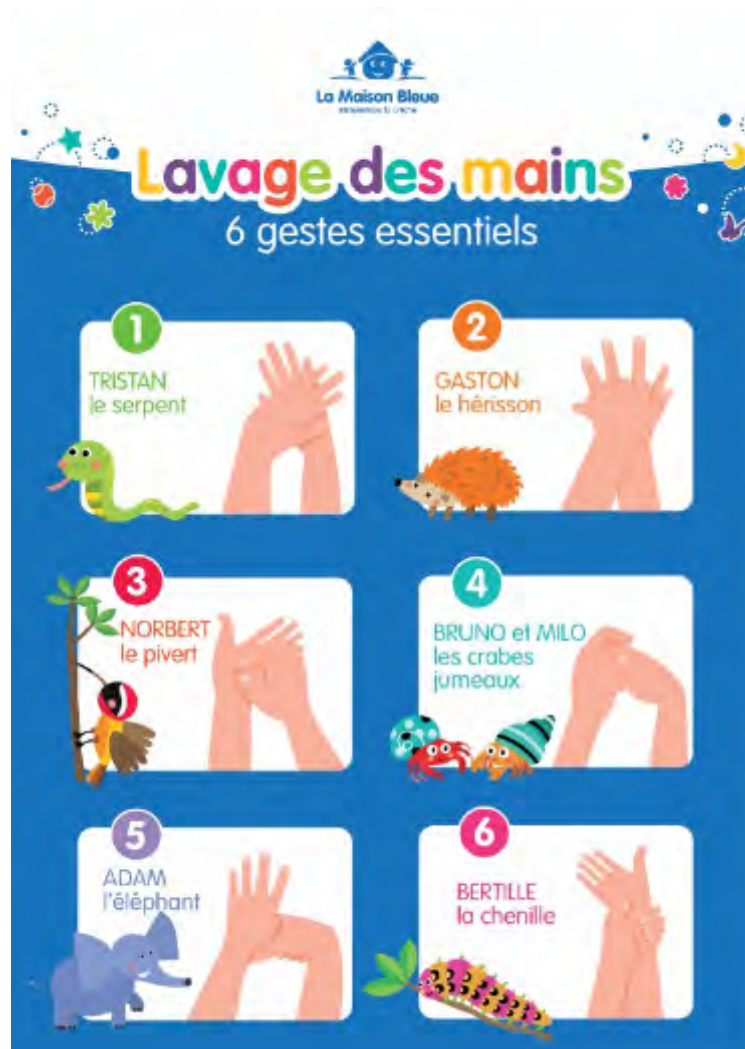 La Maison Bleue
Lavage des mains
6 gestes essentiels
1
TRISTAN
le serpent
2
GASTON
le hérisson
3
NORBERT
le pivert
4
BRUNO et MILO
les crabes
jumeaux
5
ADAM
l'éléphant
6
BERTILLE
la chenille